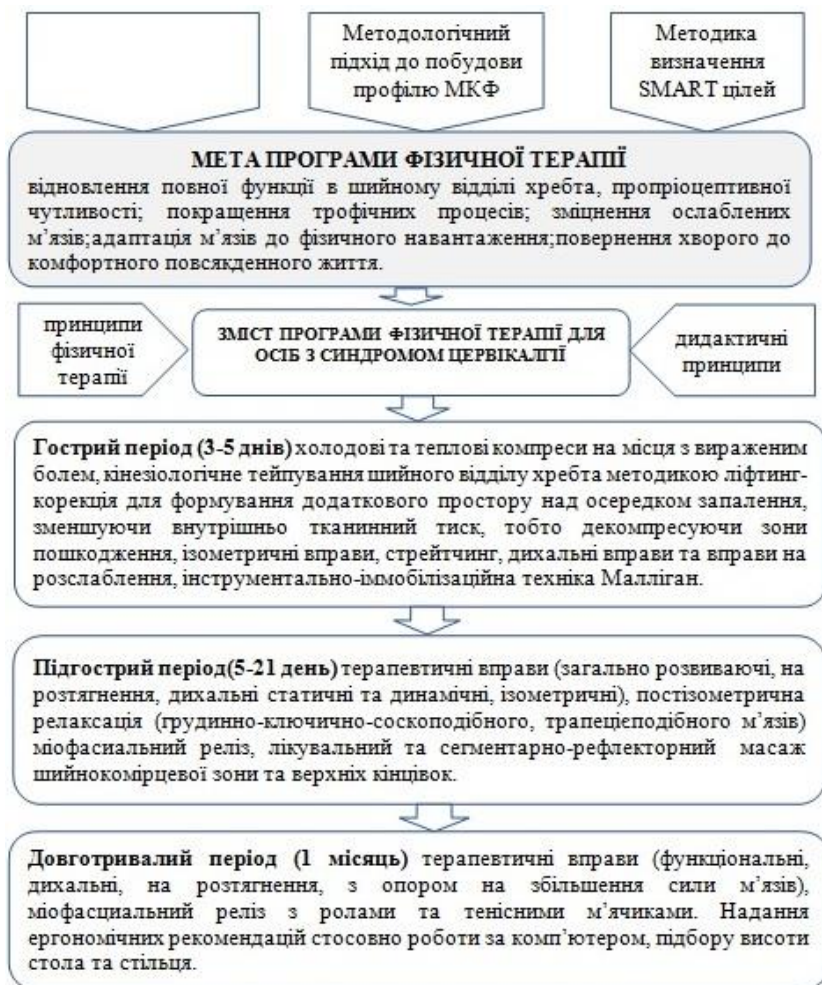 Методологічний
підхід до побудови
профілю МКФ
Методика
визначення
SMART цілей
МЕТА ПРОГРАМИ ФІЗИЧНОЇ ТЕРАПІЇ
відновлення повної функції в шийному відділі хребта, пропріоцептивної
чутливості; покращення трофічних процесів; зміцнення ослаблених
м’язів;адаптація м’язів до фізичного навантаження;повернення хворого до
комфортного повсякденного життя.
принципи
фізичної
терапії
ЗМІСТ ПРОГРАМИ ФІЗИЧНОЇ ТЕРАПІЇ ДЛЯ
ОСІБ З СИНДРОМОМ ЦЕРВІКАЛГІЇ
дидактичні
принципи
Гострий період (3-5 днів) холодові та теплові компреси на місця з вираженим
болем, кінезіологічне тейпування шийного відділу хребта методикою ліфтинг-
корекція для формування додаткового простору над осередком запалення,
зменшуючи внутрішньо тканинний тиск, тобто декомпресуючи зони
пошкодження, ізометричні вправи, стрейтчинг, дихальні вправи та вправи на
розслаблення, інструментально-іммобілізаційна техніка Малліган.
Підгострий період(5-21 день) терапевтичні вправи (загально розвиваючі, на
розтягнення, дихальні статичні та динамічні, ізометричні), постізометрична
релаксація (грудинно-ключично-соскоподібного, трапецієподібного м’язів)
міофасиальний реліз, лікувальний та сегментарно-рефлекторний масаж
шийнокомірцевої зони та верхніх кінцівок.
Довготривалий період (1 місяць) терапевтичні вправи (функціональні,
дихальні, на розтягнення, з опором на збільшення сили м’язів),
міофасциальний реліз з ролами та тенісними м’ячиками. Надання
ергономічних рекомендацій стосовно роботи за комп’ютером, підбору висоти
стола та стільця.